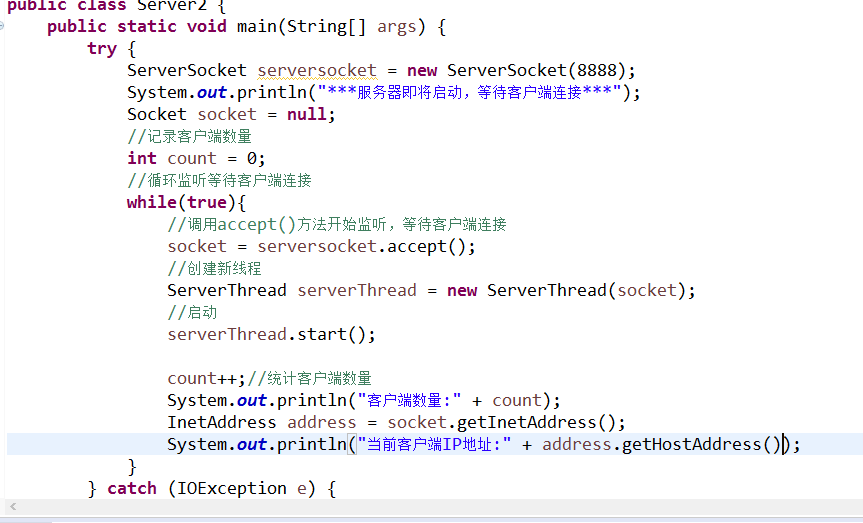 public class Server2 {
public static void main(String[] args) {
try {
ServerSocket serversocket = new ServerSocket(8888);
System.out.println("***服务器即将启动，等待客户端连接***");
Socket socket = null;
//记录客户端数量
int count = 0;
//循环监听等待客户端连接
while(true){
//调用accept()方法开始监听，等待客户端连接
socket = serversocket.accept();
//创建新线程
ServerThread serverThread = new ServerThread(socket);
//启动
serverThread.start();
count++;//统计客户端数量
System.out.println("客户端数量:" + count);
InetAddress address = socket.getInetAddress();
System.out.println("当前客户端IP地址:" + address.getHostAddress());
}
} catch (IOException e) {